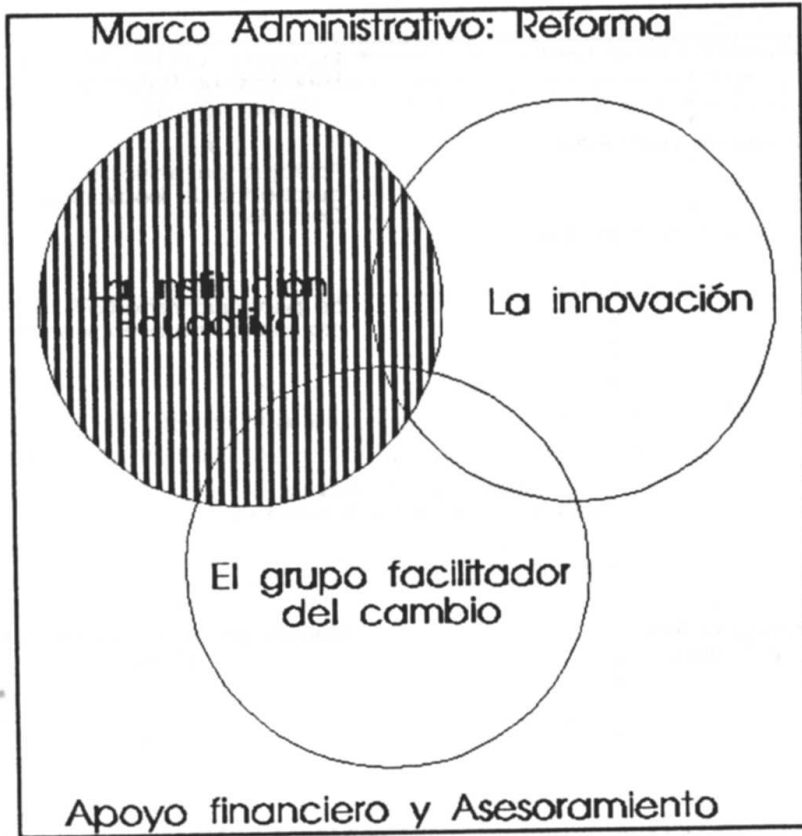 Marco Administrativo: Reforma
La institución
Educativa
La innovación
El grupo facilitador
del cambio
Apoyo financiero y Asesoramiento